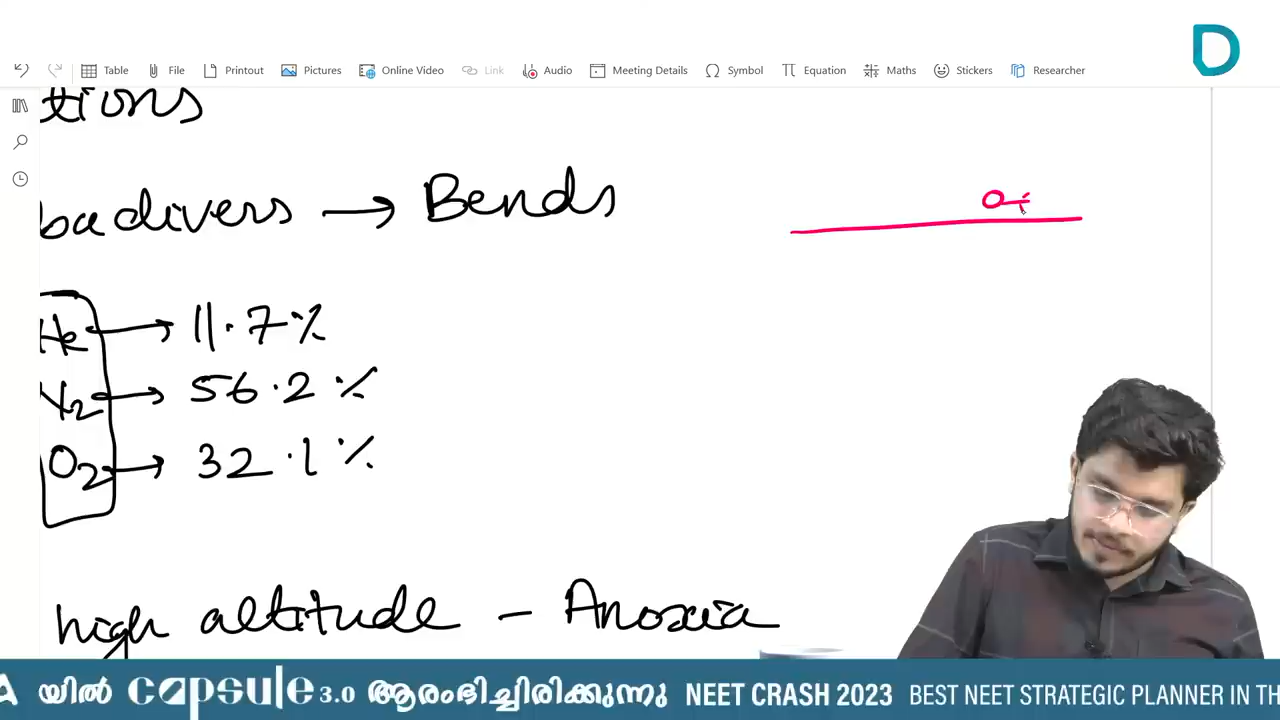 D
Table File Printout Pictures Online Video Link Audio Meeting Details Symbol Equation Maths Stickers Researcher
tions
badivers → Bends
He → 11.7%
N2 → 56.2%
O2 → 32.1%
high altitude - Anoxia
A യിൽ capsule 3.0 ആരംഭിച്ചിരിക്കുന്നു NEET CRASH 2023 BEST NEET STRATEGIC PLANNER IN TH